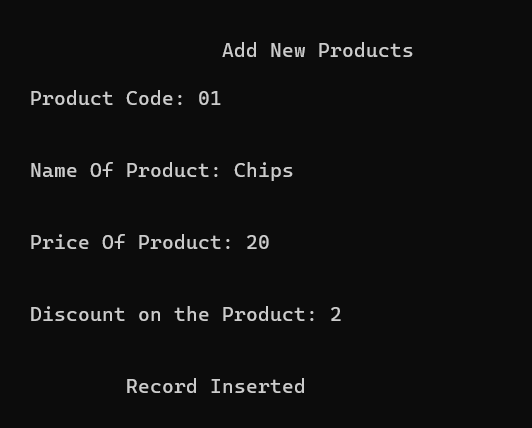 Add New Products
Product Code: 01
Name Of Product: Chips
Price Of Product: 20
Discount on the Product: 2
Record Inserted